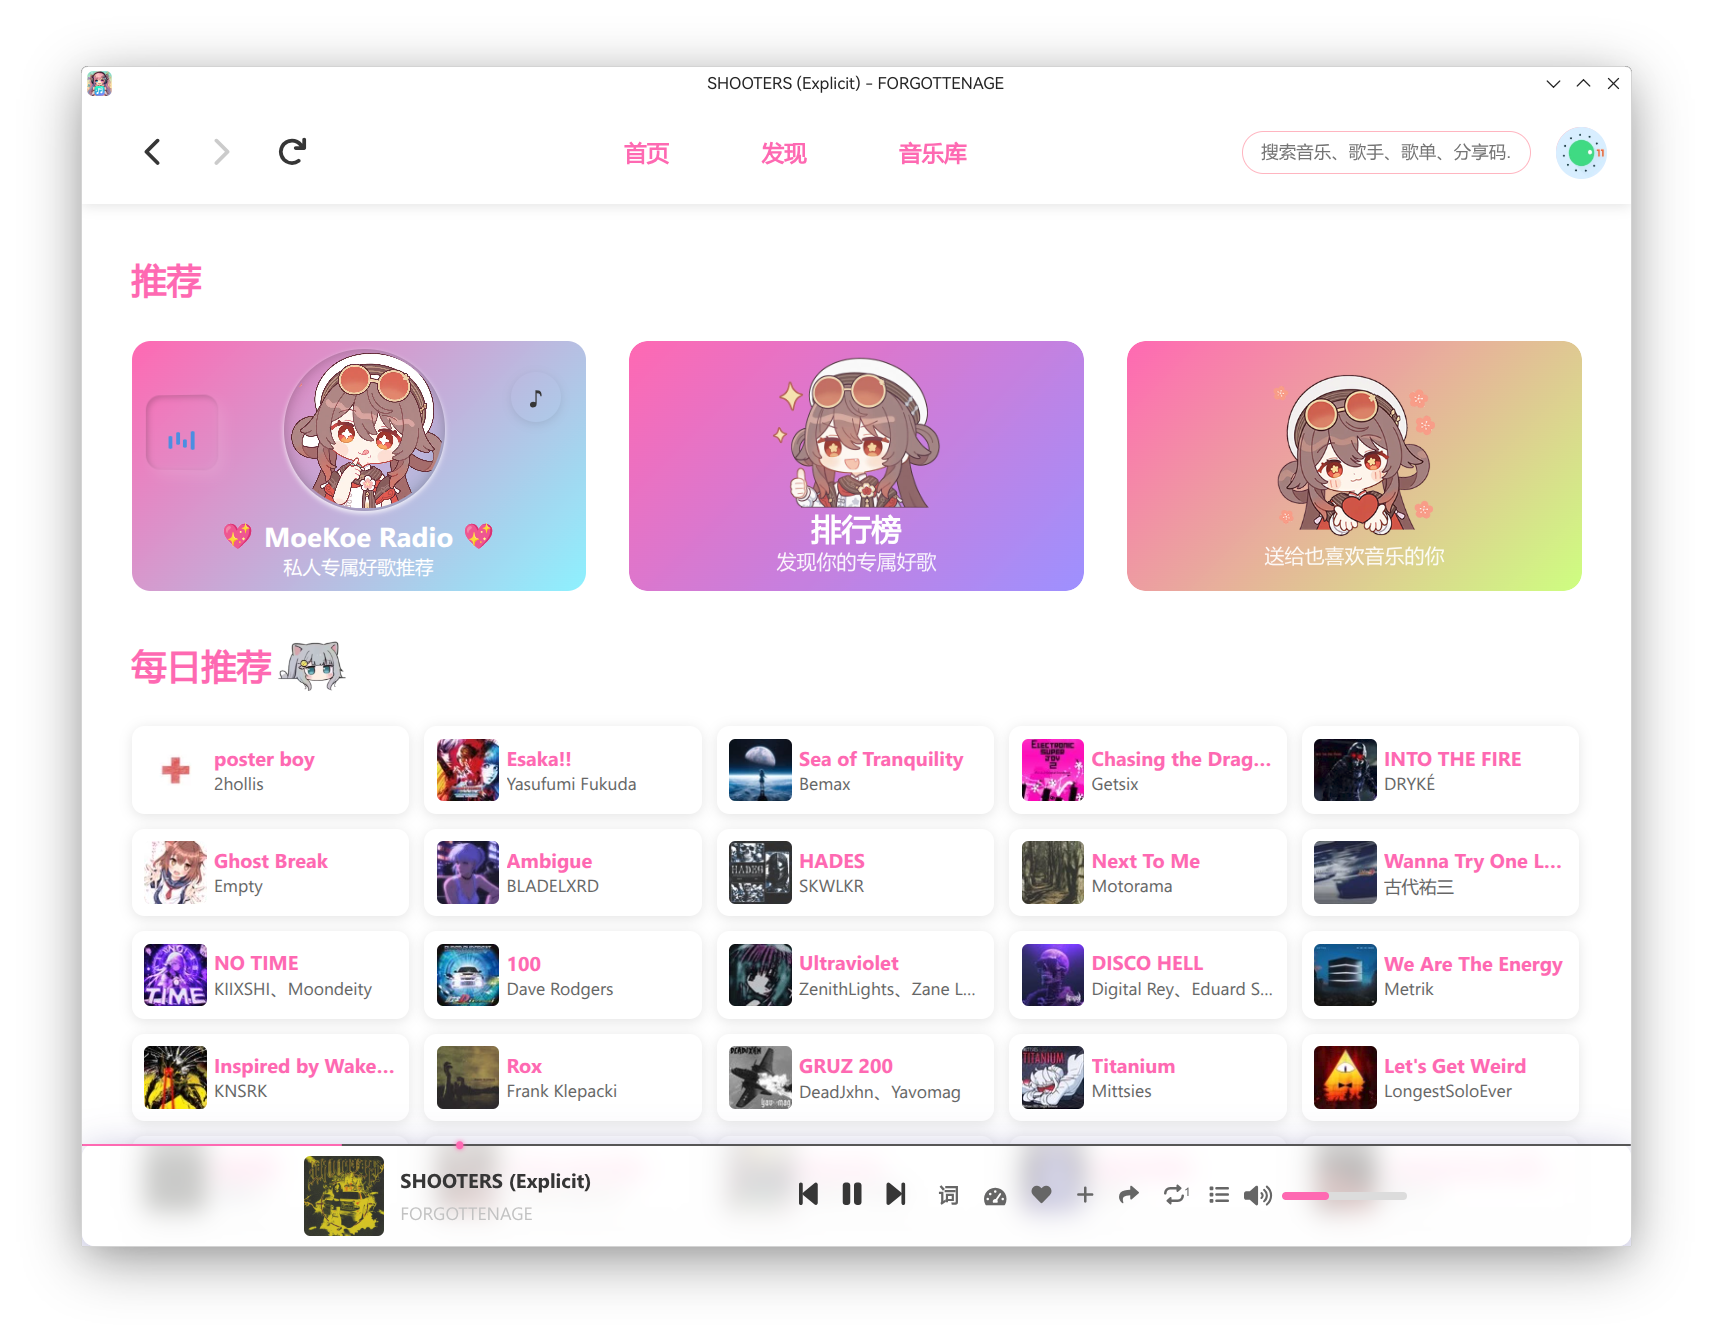 SHOOTERS (Explicit) - FORGOTTENAGE
首页
发现
音乐库
搜索音乐、歌手、歌单、分享码.
11
推荐
💖 MoeKoe Radio 💖
私人专属好歌推荐
排行榜
发现你的专属好歌
送给也喜欢音乐的你
每日推荐
poster boy
2hollis
Esaka!!
Yasufumi Fukuda
Sea of Tranquility
Bemax
Chasing the Drag...
Getsix
INTO THE FIRE
DRYKÉ
Ghost Break
Empty
Ambigue
BLADELXRD
HADES
SKWLKR
Next To Me
Motorama
Wanna Try One L...
古代祐三
NO TIME
KIIXSHI、Moondeity
100
Dave Rodgers
Ultraviolet
ZenithLights、Zane L...
DISCO HELL
Digital Rey、Eduard S...
We Are The Energy
Metrik
Inspired by Wake...
KNSRK
Rox
Frank Klepacki
GRUZ 200
DeadJxhn、Yavomag
Titanium
Mittsies
Let's Get Weird
LongestSoloEver
SHOOTERS (Explicit)
FORGOTTENAGE
词
1